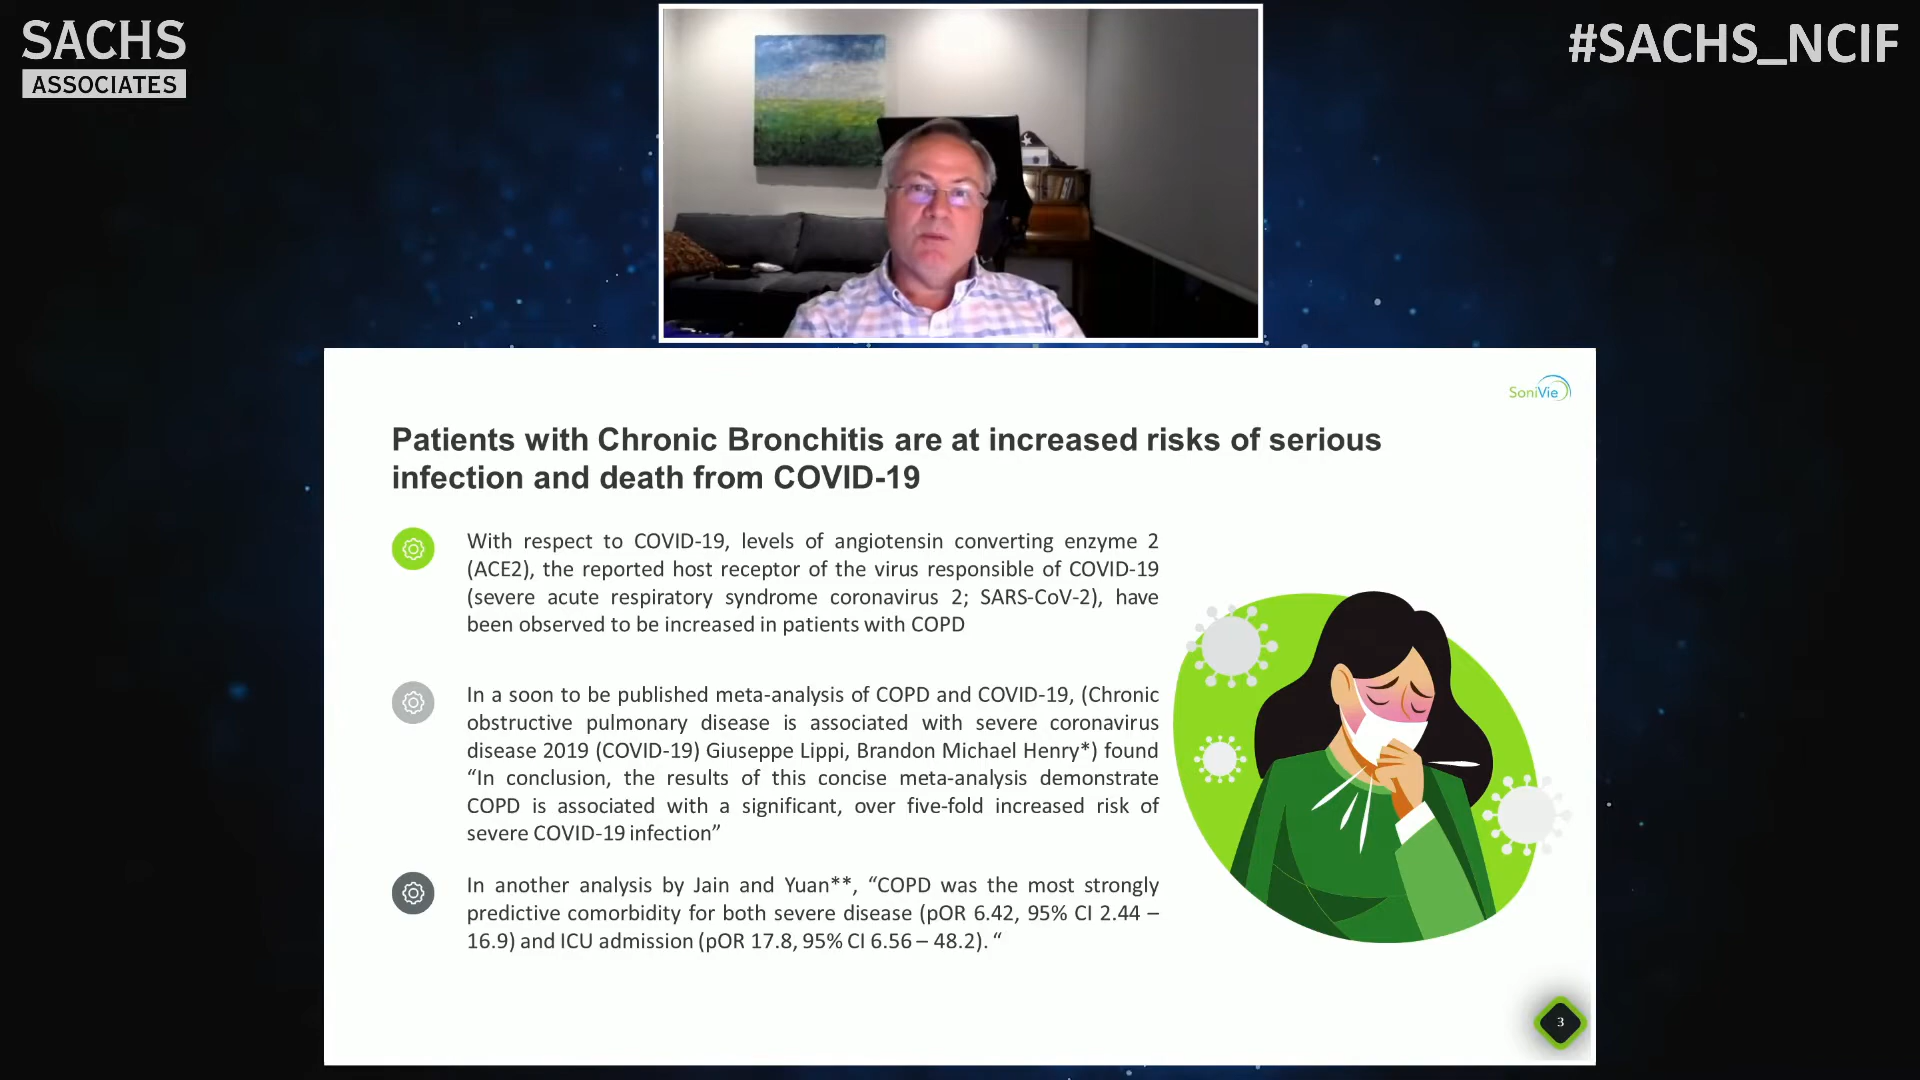 SACHS
ASSOCIATES
#SACHS_NCIF
SoniVie
Patients with Chronic Bronchitis are at increased risks of serious
infection and death from COVID-19
With respect to COVID-19, levels of angiotensin converting enzyme 2
(ACE2), the reported host receptor of the virus responsible of COVID-19
(severe acute respiratory syndrome coronavirus 2; SARS-CoV-2), have
been observed to be increased in patients with COPD
In a soon to be published meta-analysis of COPD and COVID-19, (Chronic
obstructive pulmonary disease is associated with severe coronavirus
disease 2019 (COVID-19) Giuseppe Lippi, Brandon Michael Henry*) found
“In conclusion, the results of this concise meta-analysis demonstrate
COPD is associated with a significant, over five-fold increased risk of
severe COVID-19 infection”
In another analysis by Jain and Yuan**, “COPD was the most strongly
predictive comorbidity for both severe disease (pOR 6.42, 95% CI 2.44 –
16.9) and ICU admission (pOR 17.8, 95% CI 6.56 – 48.2). “
3